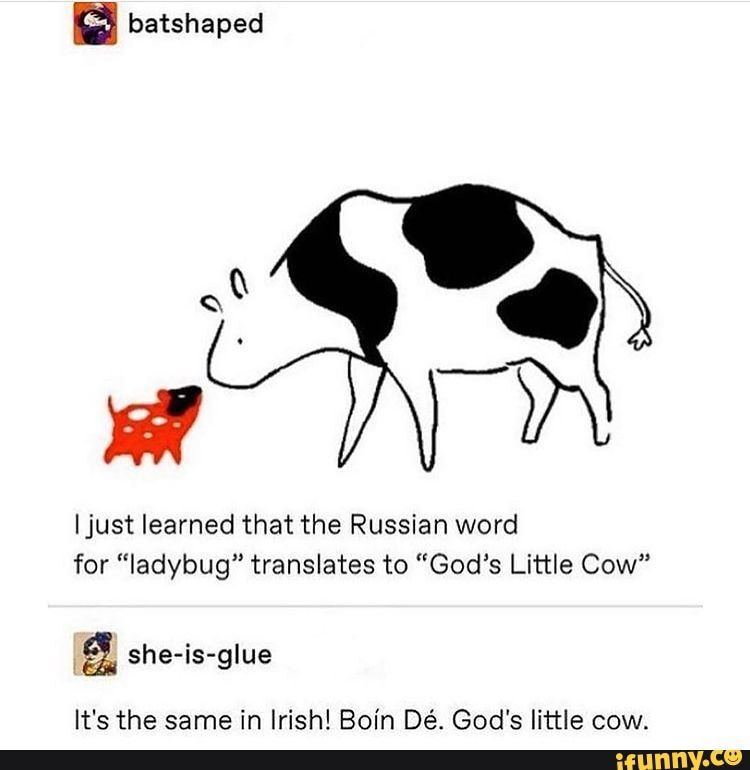 batshaped
I just learned that the Russian word
for “ladybug” translates to “God’s Little Cow”
she-is-glue
It's the same in Irish! Boín Dé. God's little cow.
ifunny.co